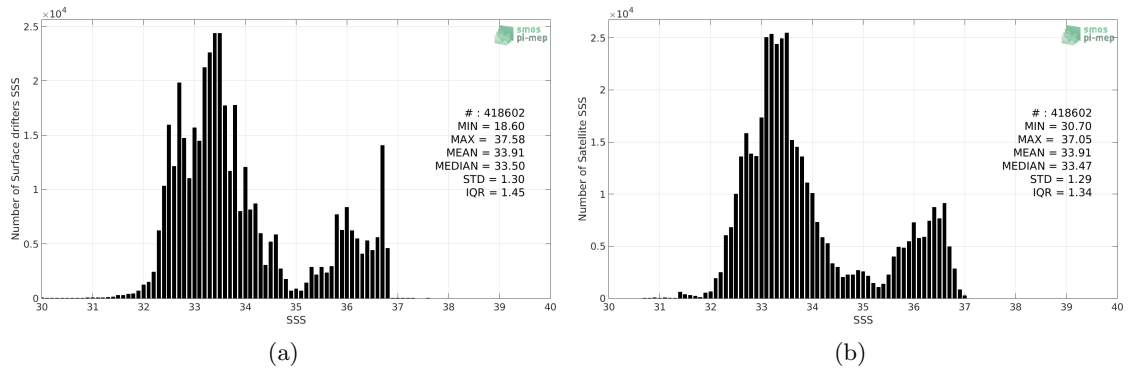 ×10⁴
2.5
2
1.5
1
0.5
0
30 31 32 33 34 35 36 37 38 39 40
SSS
Number of Surface drifters SSS
smos
pi-mep
# : 418602
MIN = 18.60
MAX = 37.58
MEAN = 33.91
MEDIAN = 33.50
STD = 1.30
IQR = 1.45
(a)
×10⁴
2.5
2
1.5
1
0.5
0
30 31 32 33 34 35 36 37 38 39 40
SSS
Number of Satellite SSS
smos
pi-mep
# : 418602
MIN = 30.70
MAX = 37.05
MEAN = 33.91
MEDIAN = 33.47
STD = 1.29
IQR = 1.34
(b)